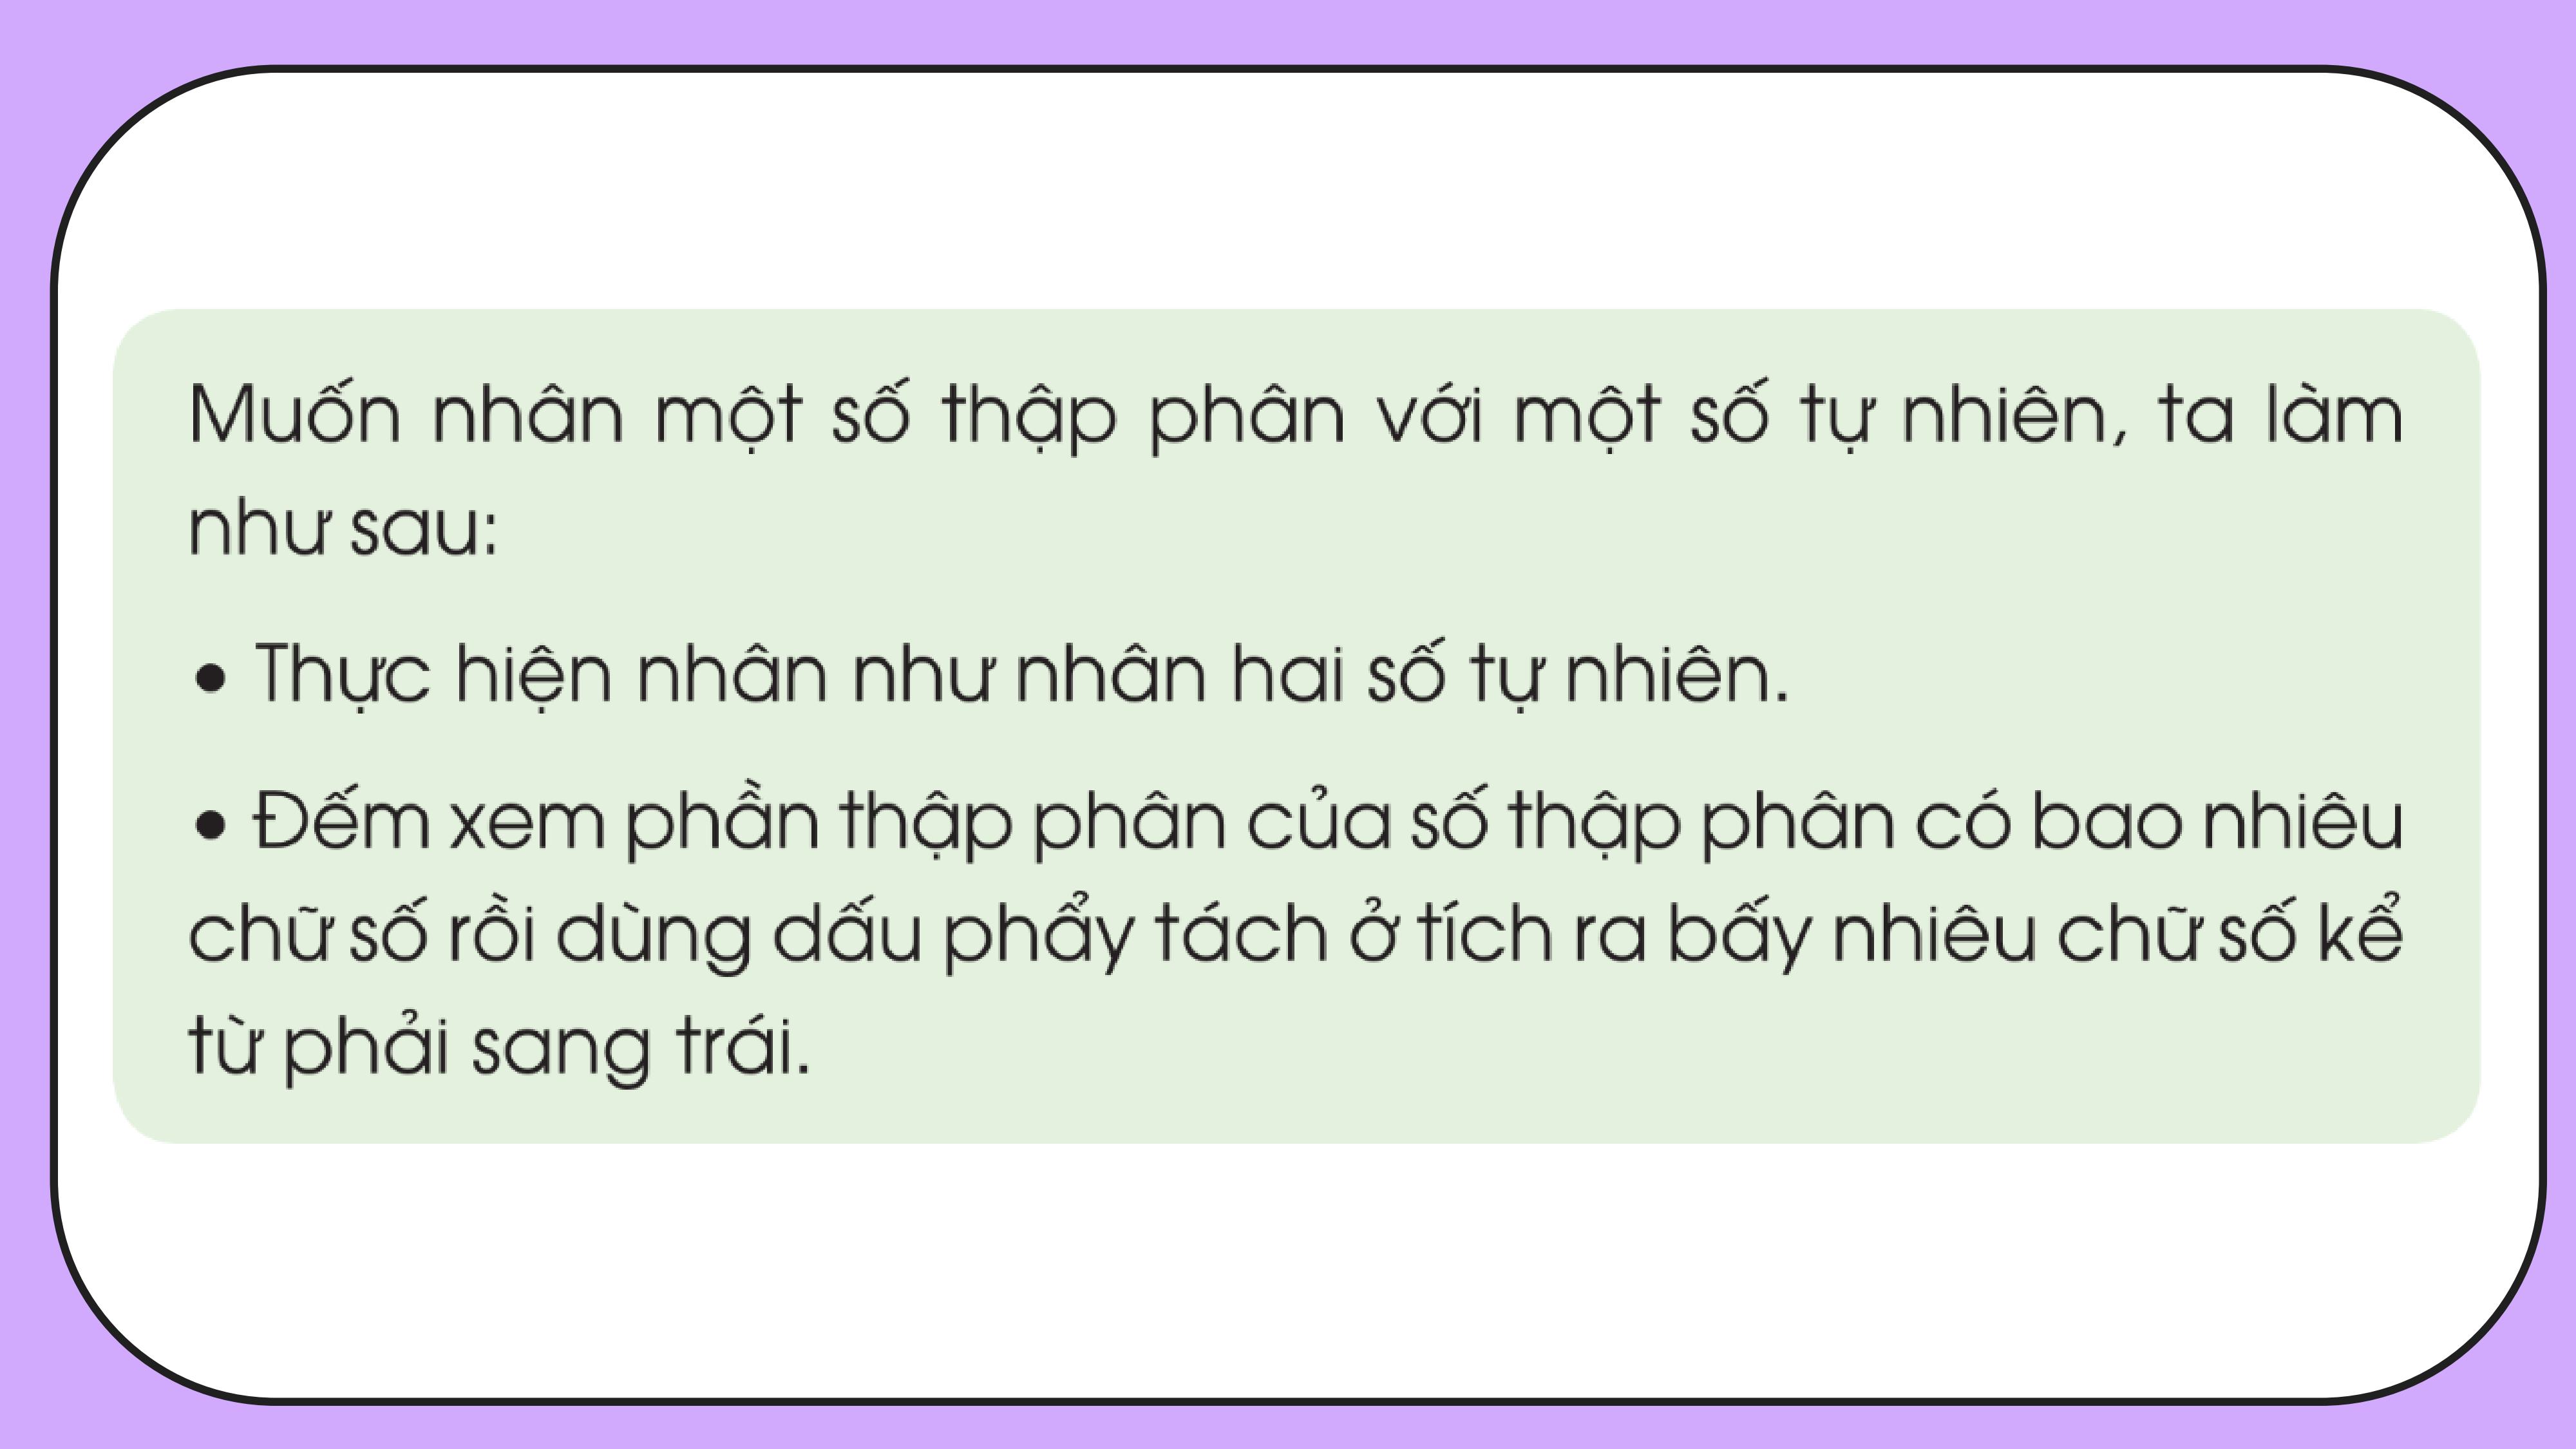 Muốn nhân một số thập phân với một số tự nhiên, ta làm
như sau:
• Thực hiện nhân như nhân hai số tự nhiên.
• Đếm xem phần thập phân của số thập phân có bao nhiêu
chữ số rồi dùng dấu phẩy tách ở tích ra bấy nhiêu chữ số kể
từ phải sang trái.